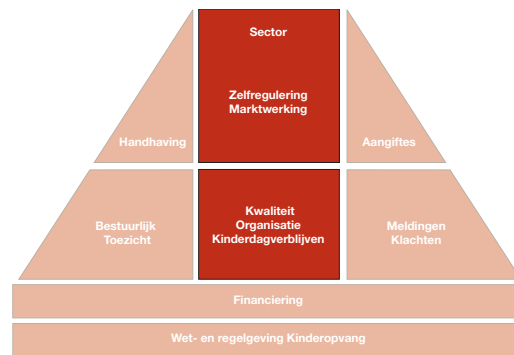 Sector
Zelfregulering
Marktwerking
Handhaving
Aangiftes
Bestuurlijk
Toezicht
Kwaliteit
Organisatie
Kinderdagverblijven
Meldingen
Klachten
Financiering
Wet- en regelgeving Kinderopvang